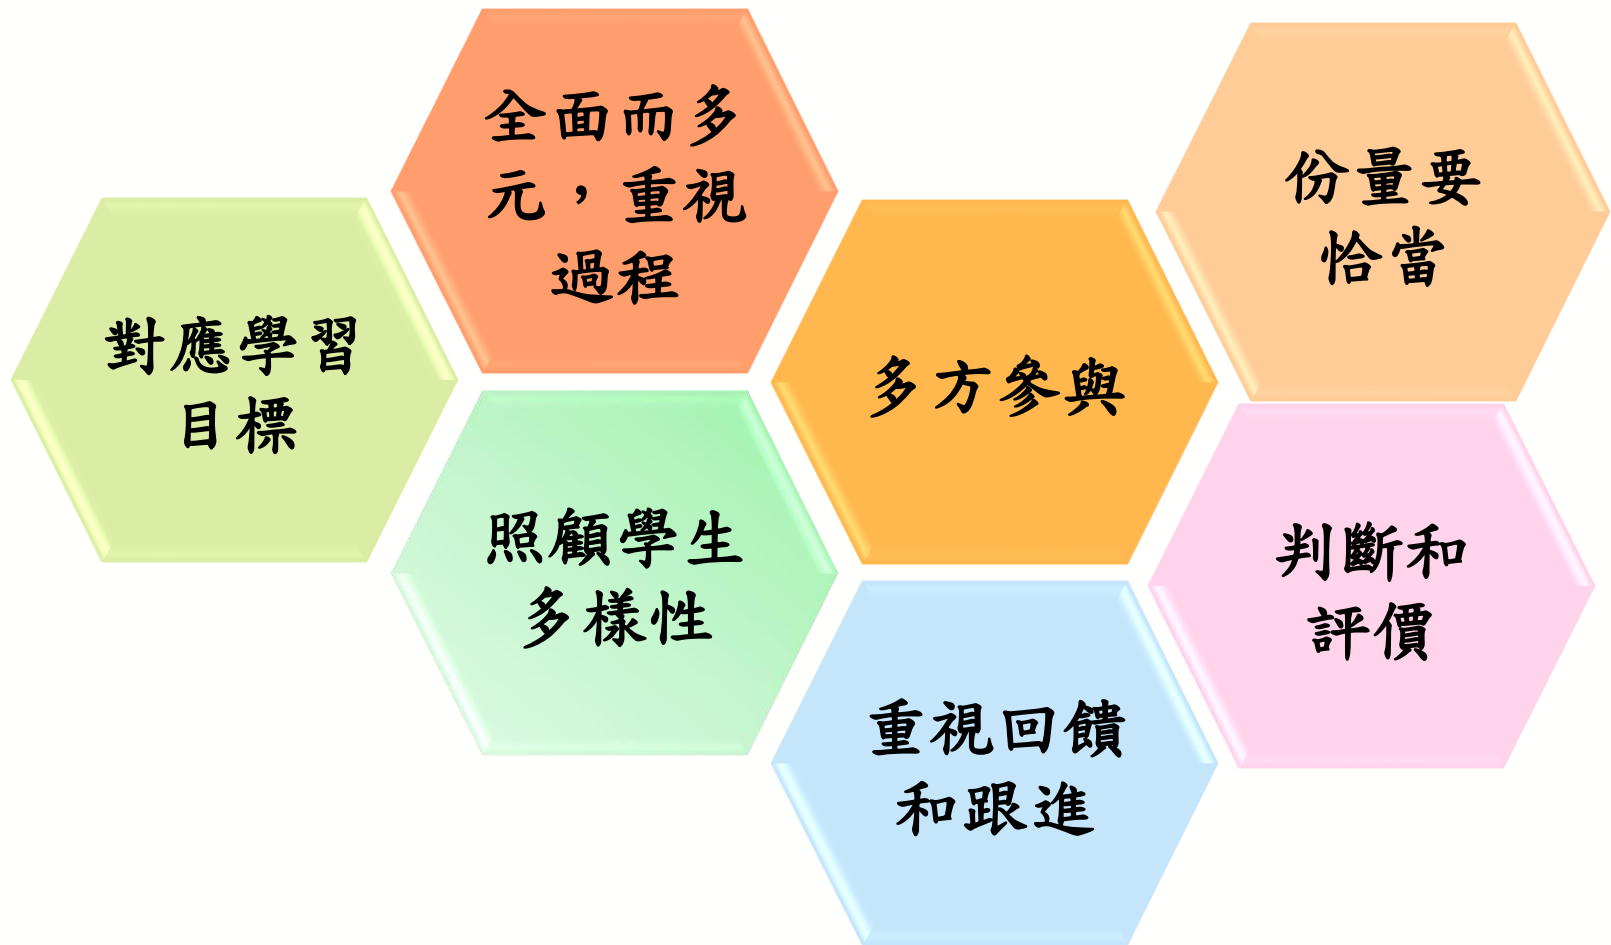 對應學習
目標
全面而多
元，重視
過程
照顧學生
多樣性
多方參與
重視回饋
和跟進
份量要
恰當
判斷和
評價